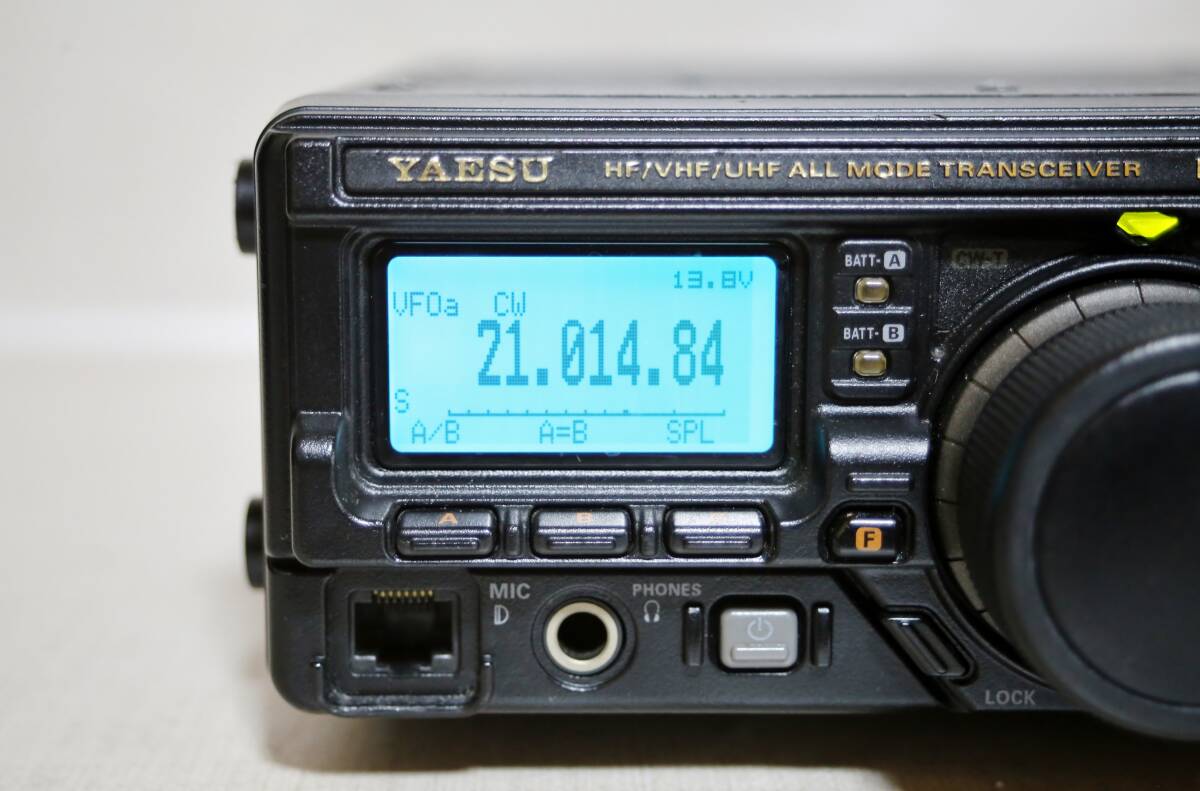 YAESU HF/VHF/UHF ALL MODE TRANSCEIVER
13.8V
VFOa CW
21.014.84
S
A/B A=B SPL
BATT-A
BATT-B
CW-T
A B C
F
MIC
PHONES
LOCK